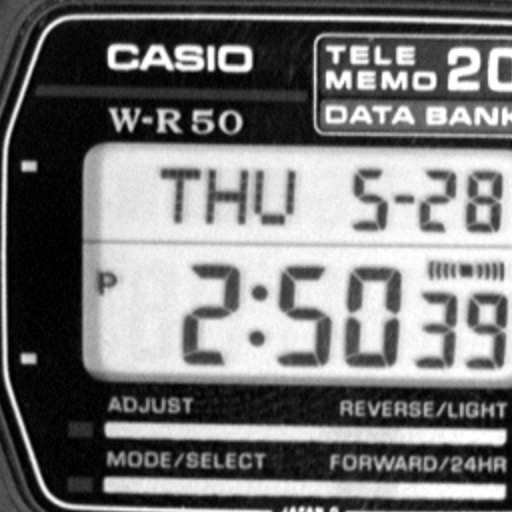 CASIO
TELE
MEMO 20
DATA BANK
W-R 50
THU 5-28
P 2:50 39
ADJUST REVERSE/LIGHT
MODE/SELECT FORWARD/24HR